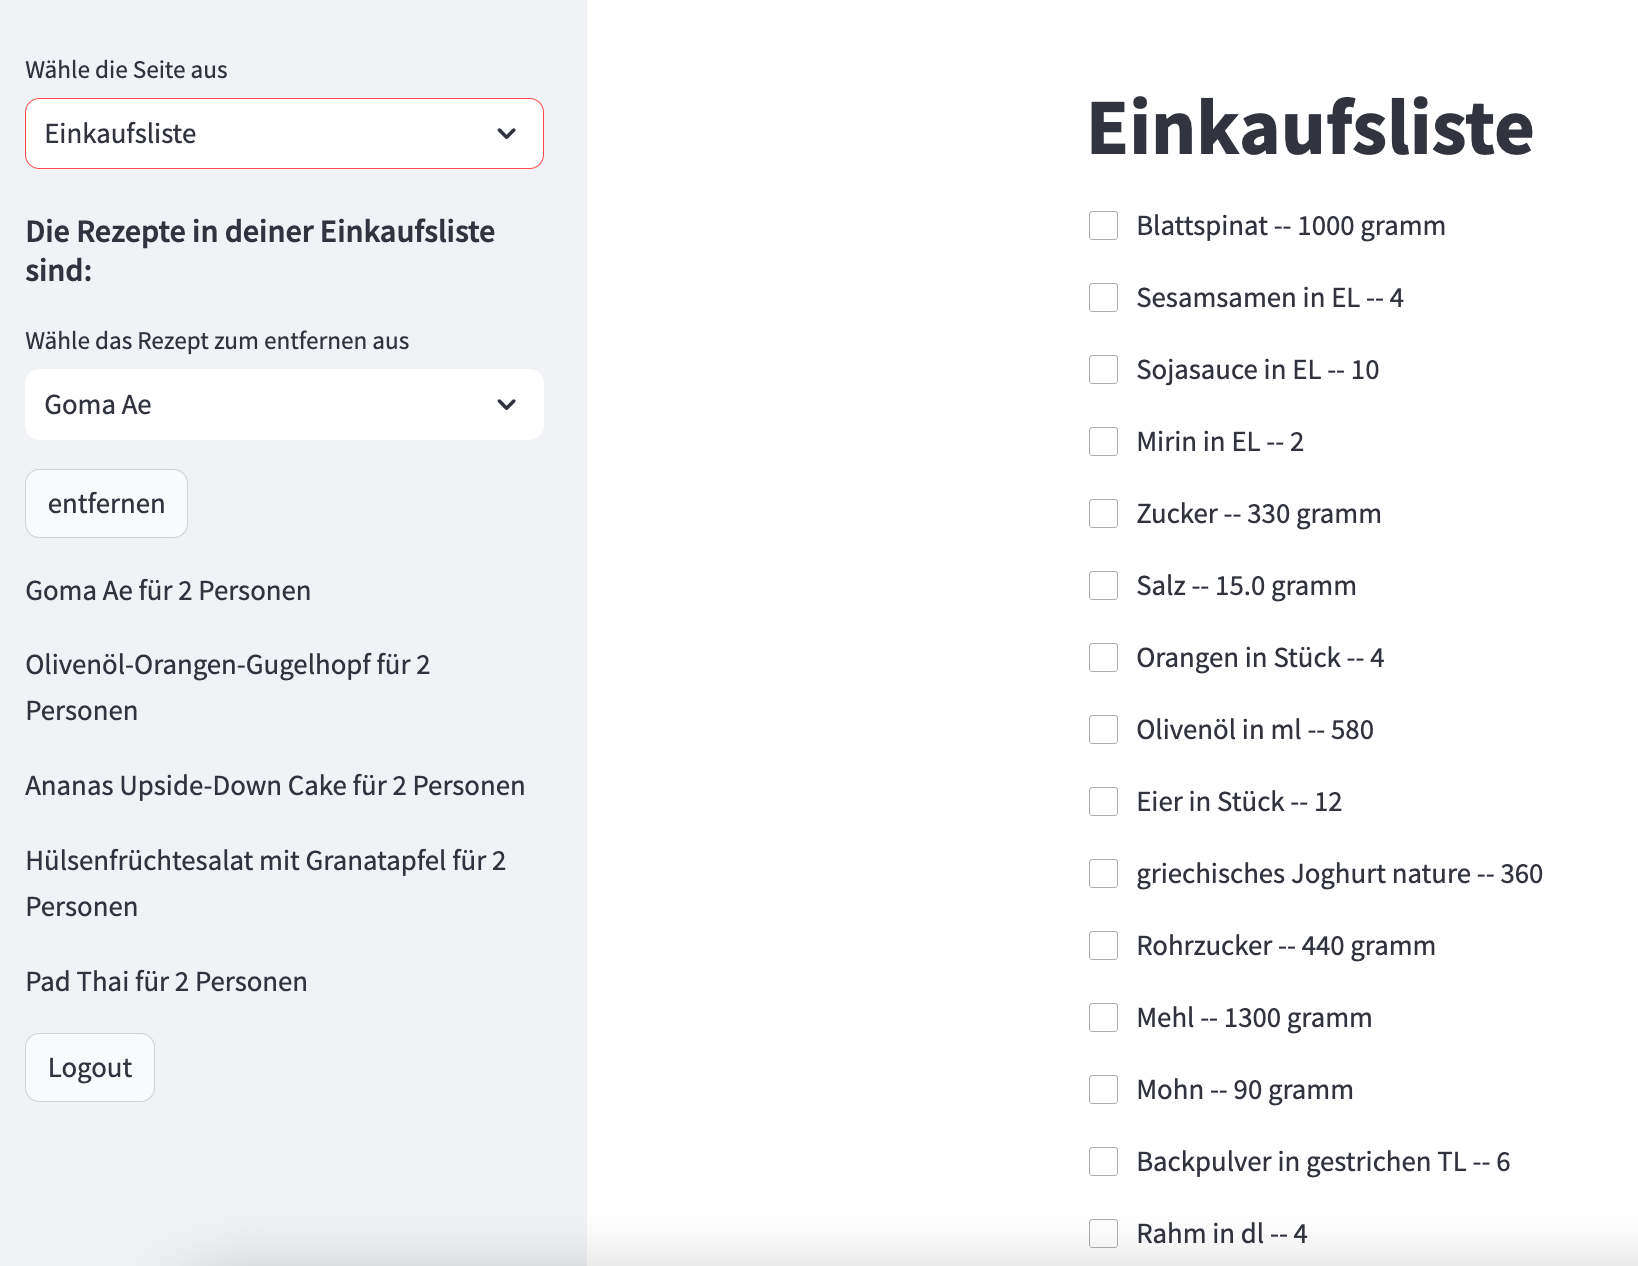 Wähle die Seite aus
Einkaufsliste
Die Rezepte in deiner Einkaufsliste
sind:
Wähle das Rezept zum entfernen aus
Goma Ae
entfernen
Goma Ae für 2 Personen
Olivenöl-Orangen-Gugelhopf für 2
Personen
Ananas Upside-Down Cake für 2 Personen
Hülsenfrüchtesalat mit Granatapfel für 2
Personen
Pad Thai für 2 Personen
Logout
Einkaufsliste
Blattspinat -- 1000 gramm
Sesamsamen in EL -- 4
Sojasauce in EL -- 10
Mirin in EL -- 2
Zucker -- 330 gramm
Salz -- 15.0 gramm
Orangen in Stück -- 4
Olivenöl in ml -- 580
Eier in Stück -- 12
griechisches Joghurt nature -- 360
Rohrzucker -- 440 gramm
Mehl -- 1300 gramm
Mohn -- 90 gramm
Backpulver in gestrichen TL -- 6
Rahm in dl -- 4